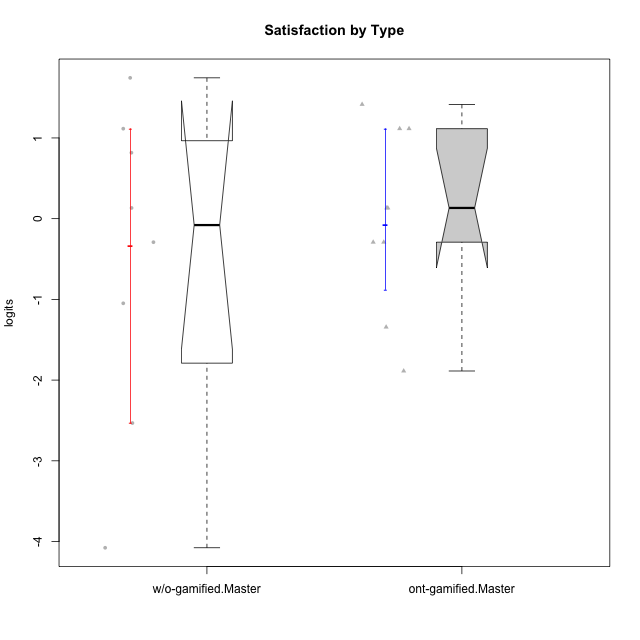 Satisfaction by Type
logits
1
0
-1
-2
-3
-4
w/o-gamified.Master
ont-gamified.Master